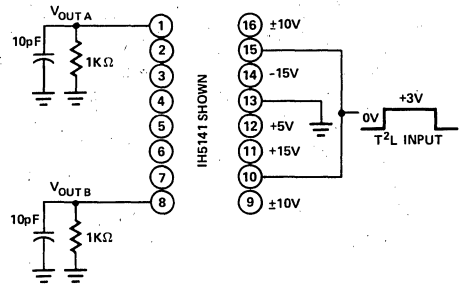 VOUT A
10pF
1KΩ
VOUT B
10pF
1KΩ
1
2
3
4
5
6
7
8
IH5141 SHOWN
16 ±10V
15
14 -15V
13
12 +5V
11 +15V
10
9 ±10V
0V
+3V
T²L INPUT